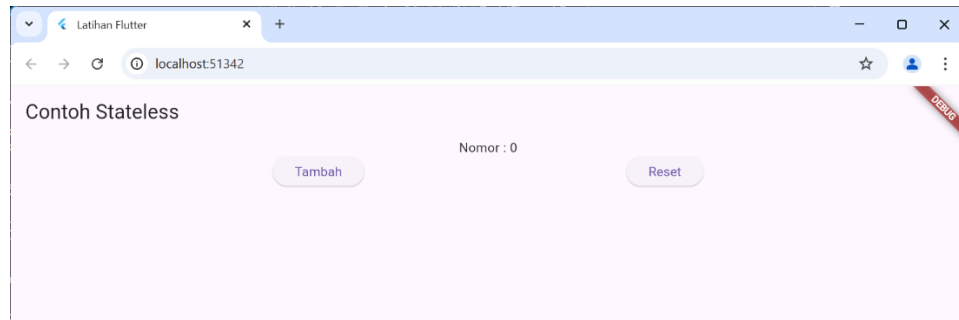 Latihan Flutter
localhost:51342
Contoh Stateless
DEBUG
Nomor : 0
Tambah Reset